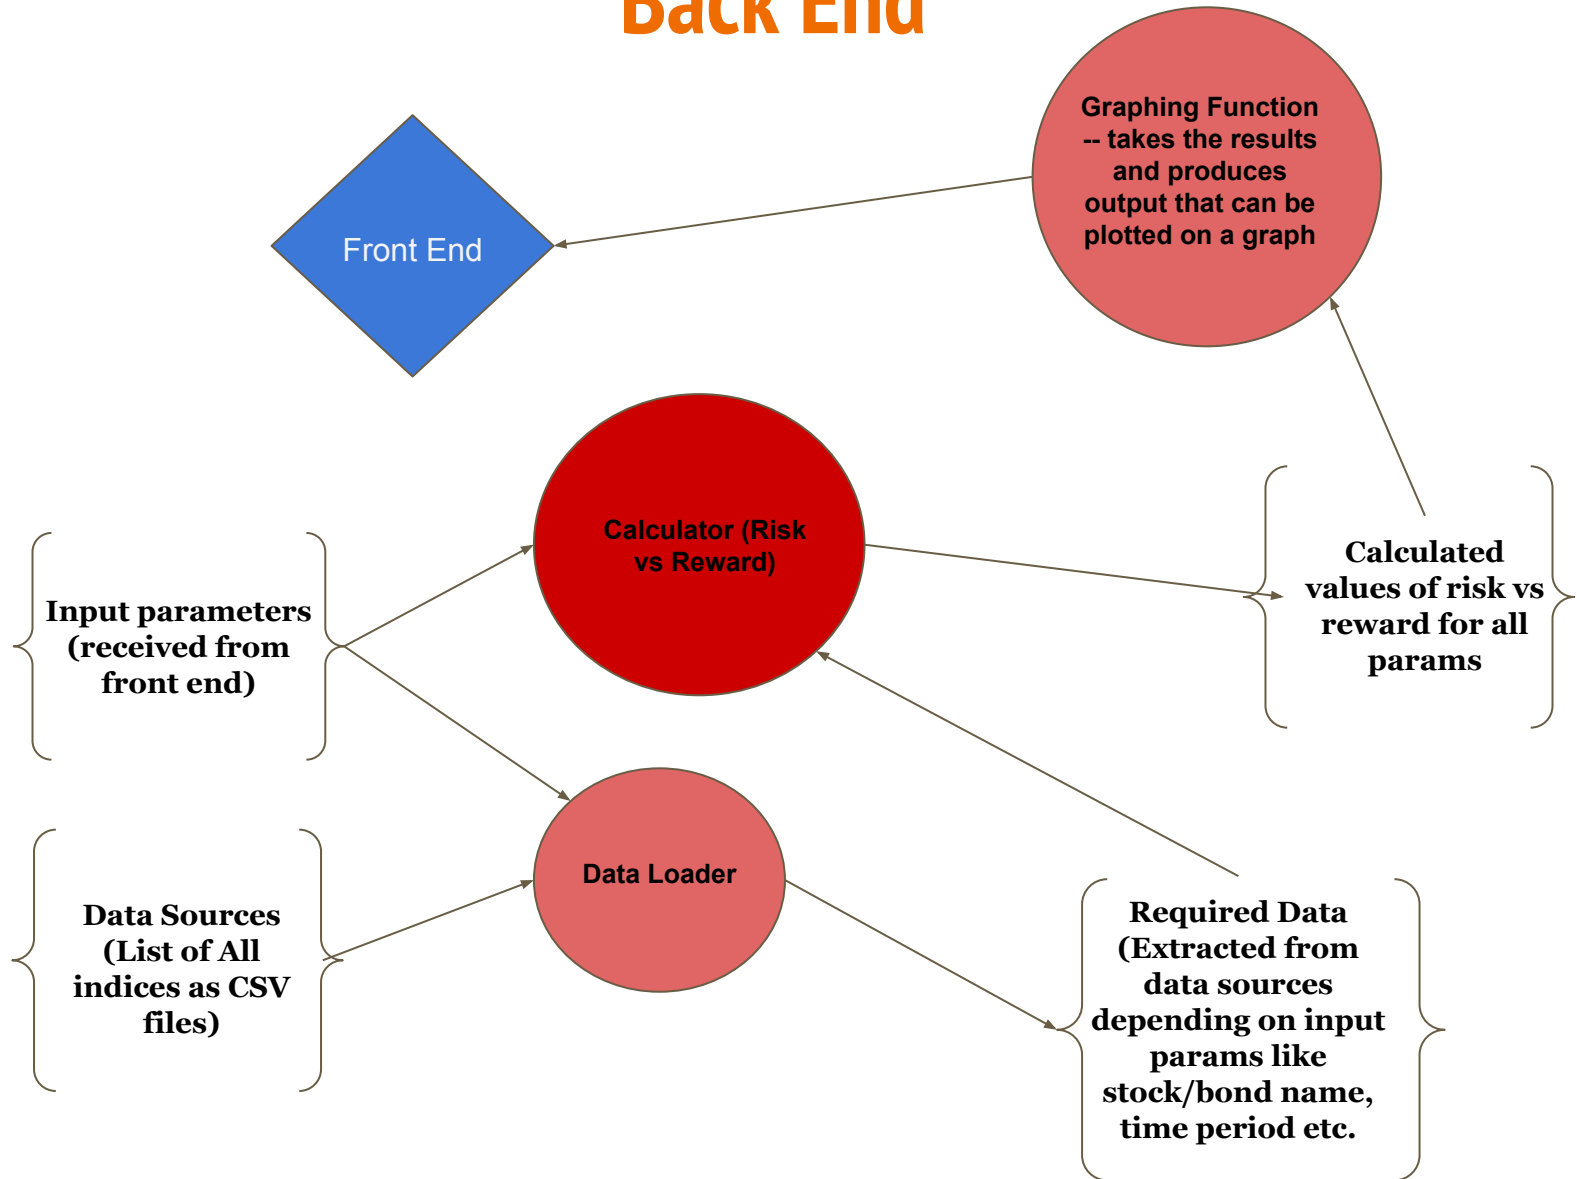 Back End
Graphing Function
-- takes the results
and produces
output that can be
plotted on a graph
Front End
Calculator (Risk
vs Reward)
Calculated
values of risk vs
reward for all
params
Input parameters
(received from
front end)
Data Loader
Data Sources
(List of All
indices as CSV
files)
Required Data
(Extracted from
data sources
depending on input
params like
stock/bond name,
time period etc.